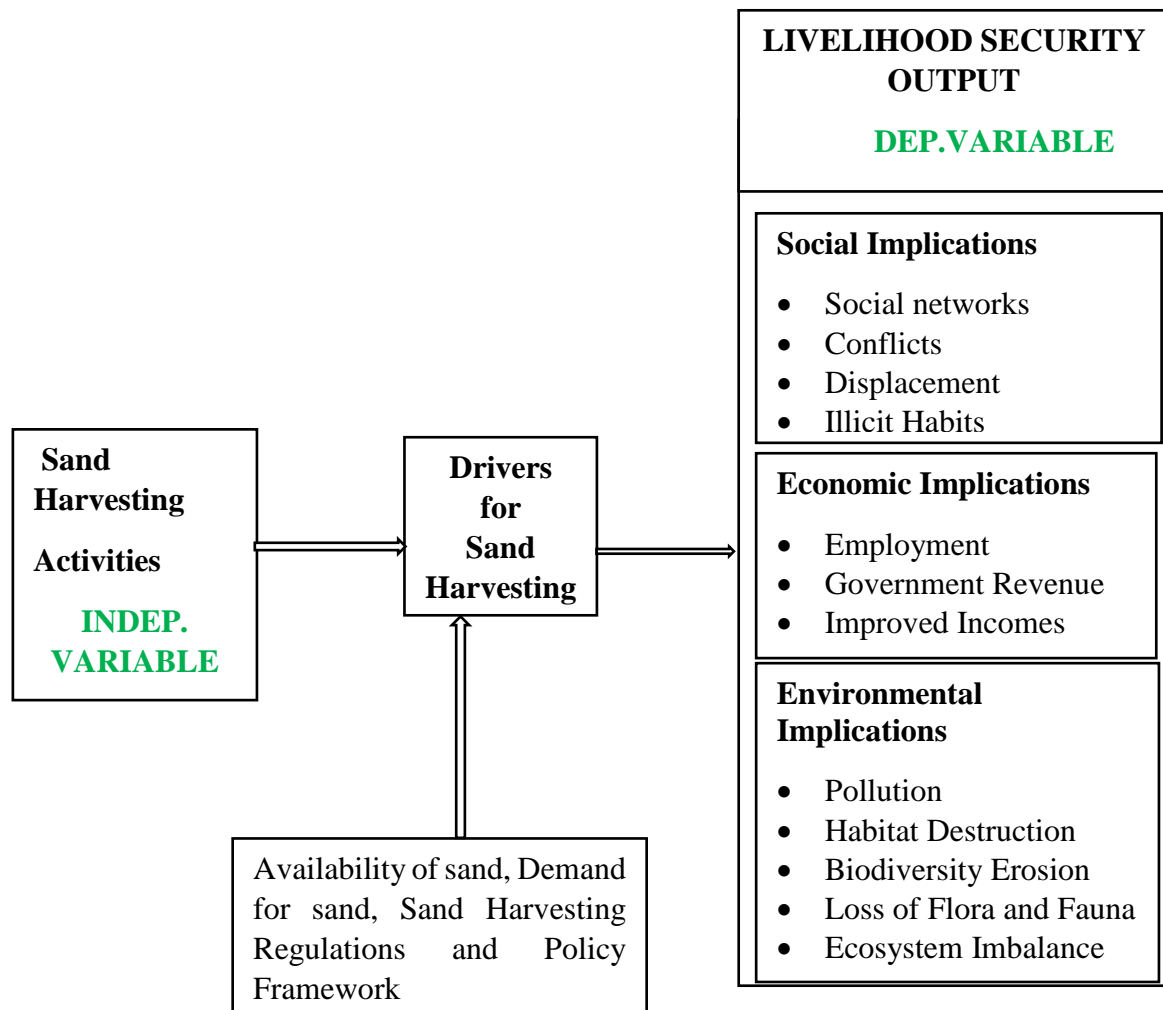 Sand
Harvesting
Activities
INDEP.
VARIABLE
Drivers
for
Sand
Harvesting
Availability of sand, Demand
for sand, Sand Harvesting
Regulations and Policy
Framework
LIVELIHOOD SECURITY
OUTPUT
DEP.VARIABLE
Social Implications
• Social networks
• Conflicts
• Displacement
• Illicit Habits
Economic Implications
• Employment
• Government Revenue
• Improved Incomes
Environmental
Implications
• Pollution
• Habitat Destruction
• Biodiversity Erosion
• Loss of Flora and Fauna
• Ecosystem Imbalance